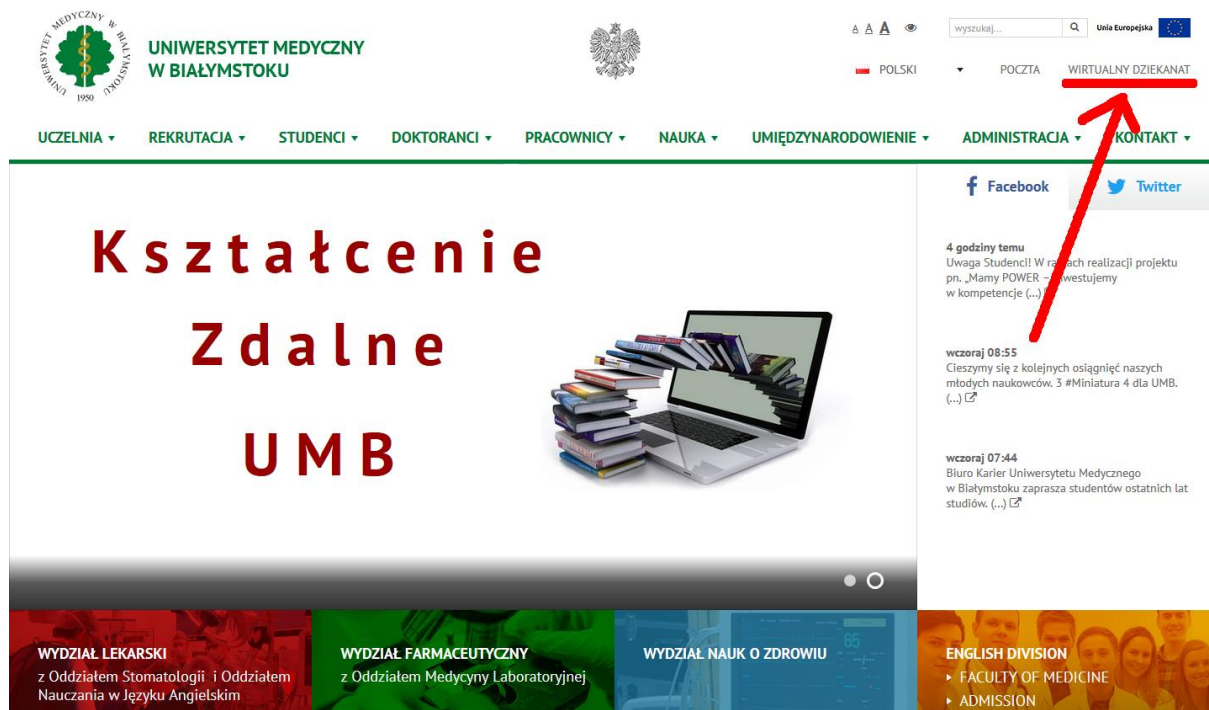 UNIWERSYTET MEDYCZNY W BIAŁYMSTOKU
1950
UNIWERSYTET MEDYCZNY
W BIAŁYMSTOKU
A A A
wyszukaj...
Unia Europejska
POLSKI
POCZTA
WIRTUALNY DZIEKANAT
UCZELNIA REKRUTACJA STUDENCI DOKTORANCI PRACOWNICY NAUKA UMIĘDZYNARODOWIENIE ADMINISTRACJA KONTAKT
Kształcenie
Zdalne
UMB
Facebook
Twitter
4 godziny temu
Uwaga Studenci! W ramach realizacji projektu
pn. „Mamy POWER – inwestujemy
w kompetencje (...)
wczoraj 08:55
Cieszymy się z kolejnych osiągnięć naszych
młodych naukowców. 3 #Miniatura 4 dla UMB.
(...)
wczoraj 07:44
Biuro Karier Uniwersytetu Medycznego
w Białymstoku zaprasza studentów ostatnich lat
studiów. (...)
WYDZIAŁ LEKARSKI
z Oddziałem Stomatologii i Oddziałem
Nauczania w Języku Angielskim
WYDZIAŁ FARMACEUTYCZNY
z Oddziałem Medycyny Laboratoryjnej
WYDZIAŁ NAUK O ZDROWIU
65
ENGLISH DIVISION
FACULTY OF MEDICINE
ADMISSION